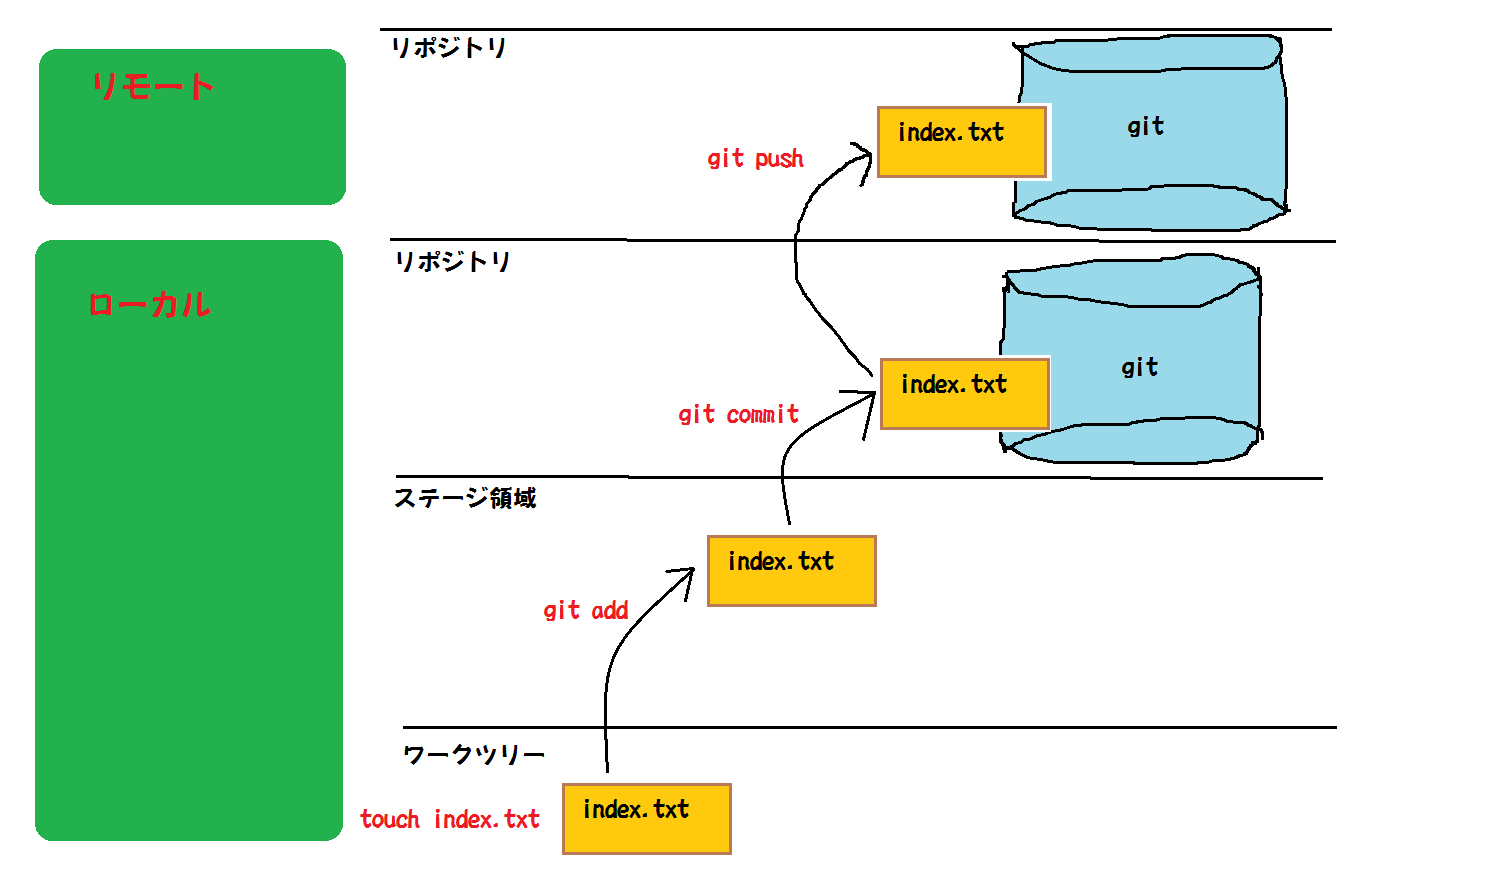 リモート
リポジトリ
git
index.txt
git push
リポジトリ
ローカル
git
index.txt
git commit
ステージ領域
index.txt
git add
ワークツリー
index.txt
touch index.txt